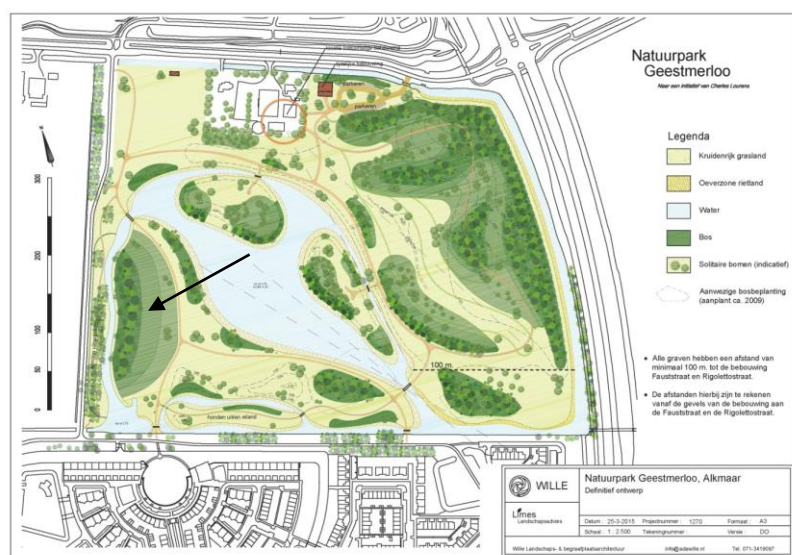 Natuurpark
Geestmerloo
Naar een initiatief van Charles Lourens
Legenda
Kruidenrijk grasland
Oeverzone rietland
Water
Bos
Solitaire bomen (indicatief)
Aanwezige bosbeplanting
(aanplant ca. 2009)
• Alle graven hebben een afstand van
minimaal 100 m. tot de bebouwing
Fauststraat en Rigolettostraat.
• De afstanden hierbij zijn te rekenen
vanaf de gevels van de bebouwing aan
de Fauststraat en de Rigolettostraat.
parkeren
parkeren
300
200
150
100
50
0
100 m.
honden uitren eiland
WILLE
Limes
Landschapsadvies
Natuurpark Geestmerloo, Alkmaar
Definitief ontwerp
Datum : 25-3-2015 Projectnummer : 1270 Formaat : A3
Schaal : 1 : 2.500 Tekeningnummer : Versie : DO
Wille Landschaps- & begraafplaatsarchitectuur info@adwille.nl Tel. 071-3419087